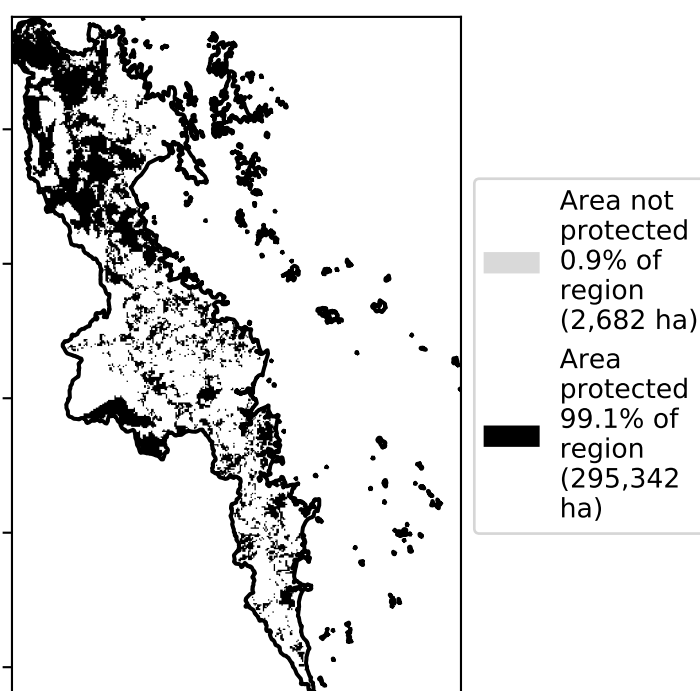 Area not
protected
0.9% of
region
(2,682 ha)
Area
protected
99.1% of
region
(295,342
ha)